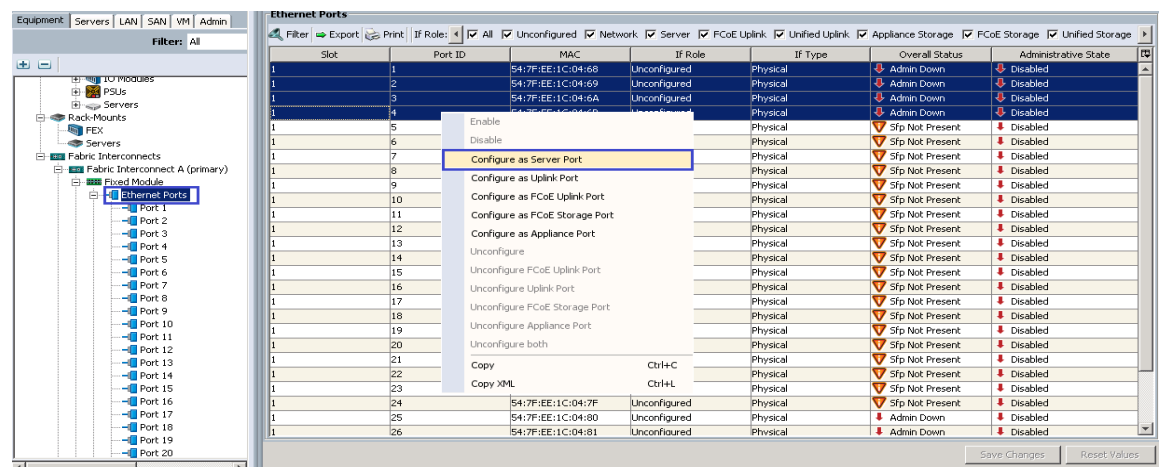 Equipment Servers LAN SAN VM Admin
Filter: All
IO Modules
PSUs
Servers
Rack-Mounts
FEX
Servers
Fabric Interconnects
Fabric Interconnect A (primary)
Fixed Module
Ethernet Ports
Port 1
Port 2
Port 3
Port 4
Port 5
Port 6
Port 7
Port 8
Port 9
Port 10
Port 11
Port 12
Port 13
Port 14
Port 15
Port 16
Port 17
Port 18
Port 19
Port 20
Ethernet Ports
Filter Export Print If Role: All Unconfigured Network Server FCoE Uplink Unified Uplink Appliance Storage FCoE Storage Unified Storage
Slot Port ID MAC If Role If Type Overall Status Administrative State
1 1 54:7F:EE:1C:04:68 Unconfigured Physical Admin Down Disabled
1 2 54:7F:EE:1C:04:69 Unconfigured Physical Admin Down Disabled
1 3 54:7F:EE:1C:04:6A Unconfigured Physical Admin Down Disabled
1 4 Physical Admin Down Disabled
1 5 Physical Sfp Not Present Disabled
1 6 Physical Sfp Not Present Disabled
1 7 Physical Sfp Not Present Disabled
1 8 Physical Sfp Not Present Disabled
1 9 Physical Sfp Not Present Disabled
1 10 Physical Sfp Not Present Disabled
1 11 Physical Sfp Not Present Disabled
1 12 Physical Sfp Not Present Disabled
1 13 Physical Sfp Not Present Disabled
1 14 Physical Sfp Not Present Disabled
1 15 Physical Sfp Not Present Disabled
1 16 Physical Sfp Not Present Disabled
1 17 Physical Sfp Not Present Disabled
1 18 Physical Sfp Not Present Disabled
1 19 Physical Sfp Not Present Disabled
1 20 Physical Sfp Not Present Disabled
1 21 Physical Sfp Not Present Disabled
1 22 Physical Sfp Not Present Disabled
1 23 Physical Sfp Not Present Disabled
1 24 54:7F:EE:1C:04:7F Unconfigured Physical Sfp Not Present Disabled
1 25 54:7F:EE:1C:04:80 Unconfigured Physical Admin Down Disabled
1 26 54:7F:EE:1C:04:81 Unconfigured Physical Admin Down Disabled
Enable
Disable
Configure as Server Port
Configure as Uplink Port
Configure as FCoE Uplink Port
Configure as FCoE Storage Port
Configure as Appliance Port
Unconfigure
Unconfigure FCoE Uplink Port
Unconfigure Uplink Port
Unconfigure FCoE Storage Port
Unconfigure Appliance Port
Unconfigure both
Copy Ctrl+C
Copy XML Ctrl+L
Save Changes Reset Values